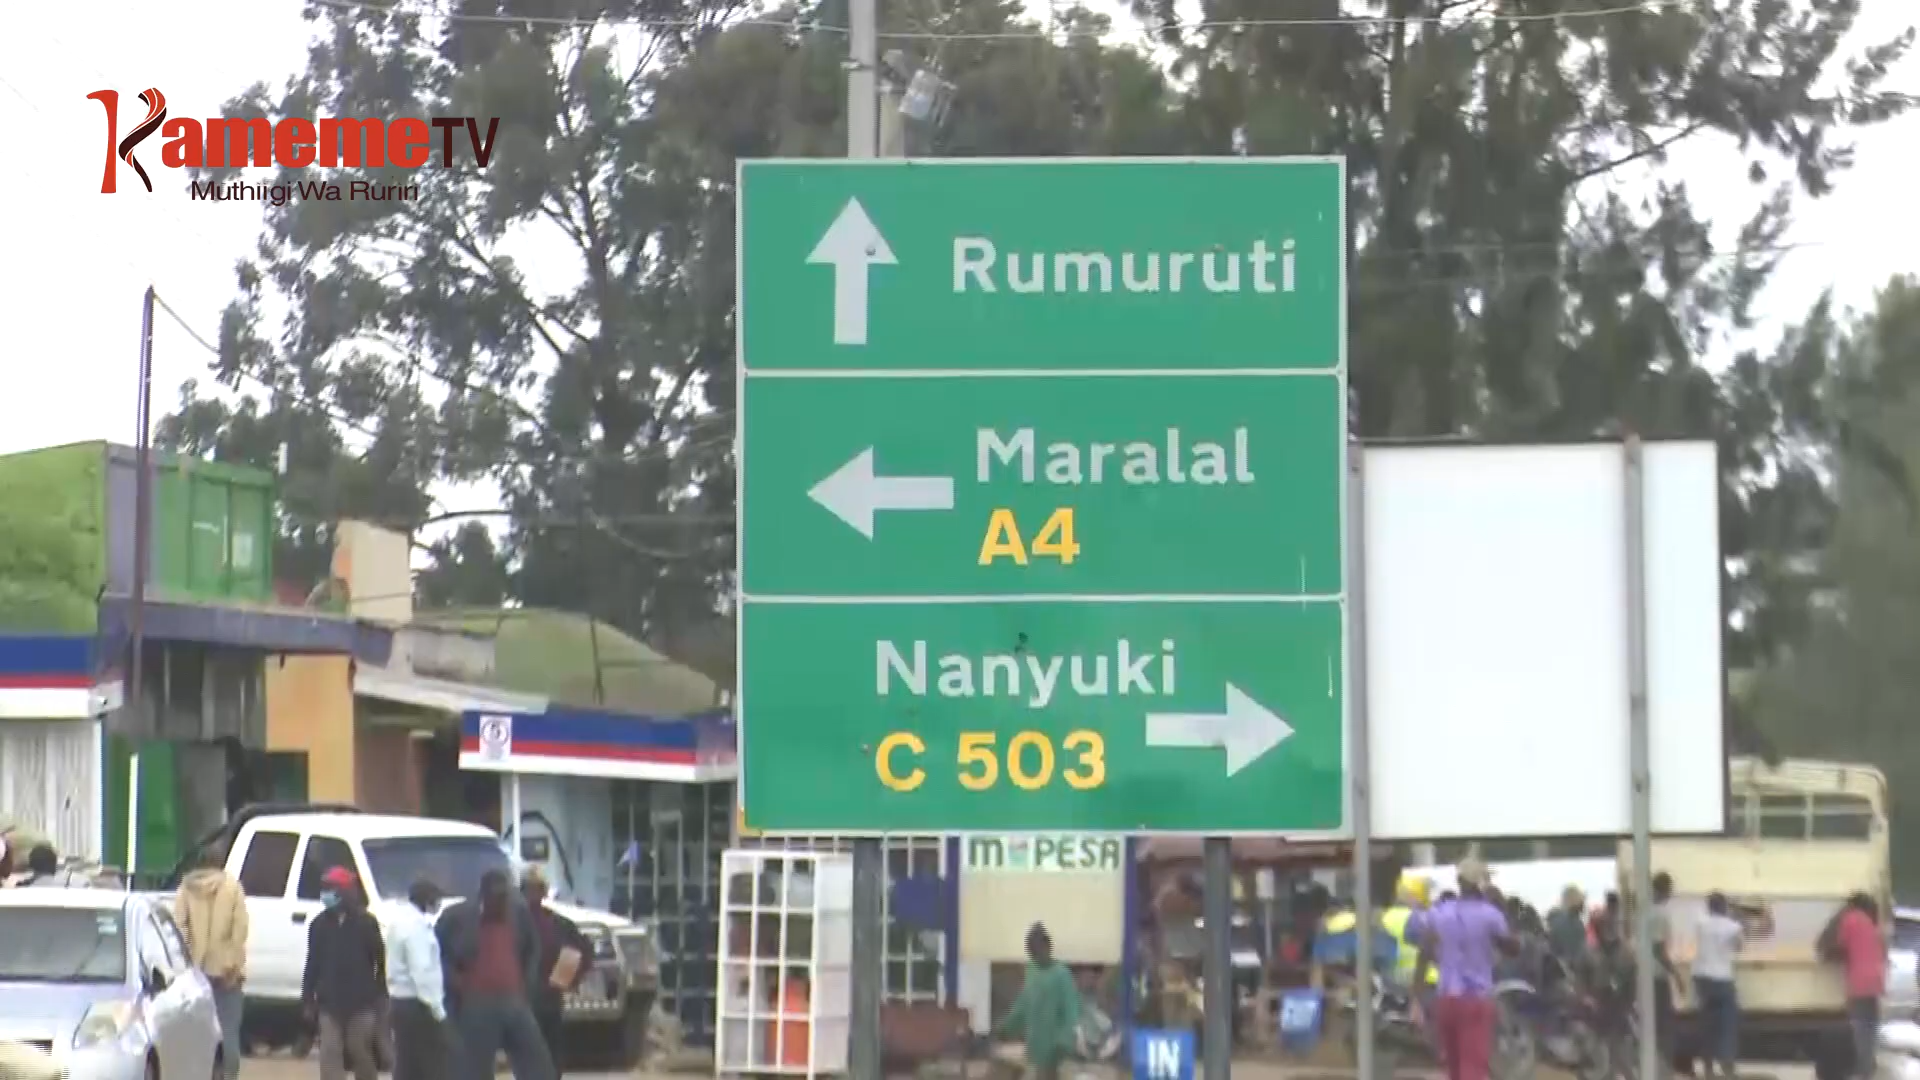 KamemeTV
Muthiigi Wa Ruriri
Rumuruti
Maralal
A4
Nanyuki
C 503
M-PESA
IN